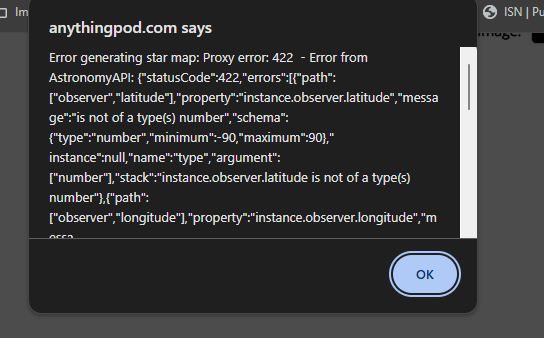 Im
ISN | Pu
image:
anythingpod.com says
Error generating star map: Proxy error: 422 - Error from
AstronomyAPI: {"statusCode":422,"errors":[{"path":
["observer","latitude"],"property":"instance.observer.latitude","messa
ge":"is not of a type(s) number","schema":
{"type":"number","minimum":-90,"maximum":90},"
instance":null,"name":"type","argument":
["number"],"stack":"instance.observer.latitude is not of a type(s)
number"},{"path":
["observer","longitude"],"property":"instance.observer.longitude","m
essa
OK